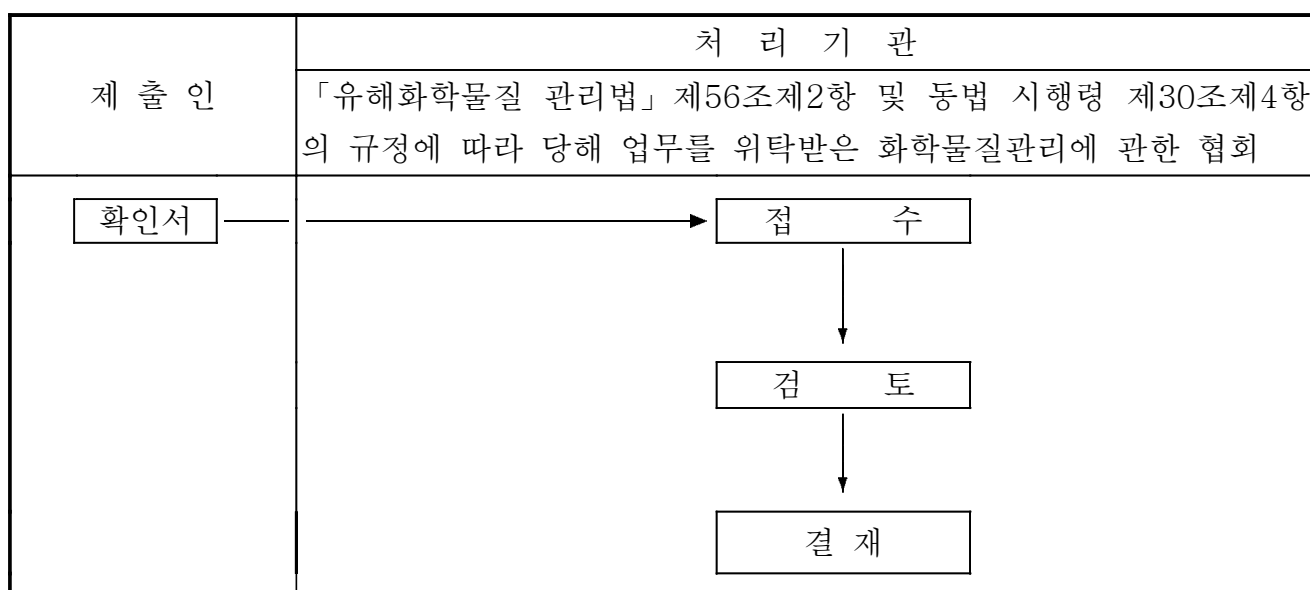 처 리 기 관
제 출 인
「유해화학물질 관리법」제56조제2항 및 동법 시행령 제30조제4항
의 규정에 따라 당해 업무를 위탁받은 화학물질관리에 관한 협회
확인서
접 수
검 토
결 재